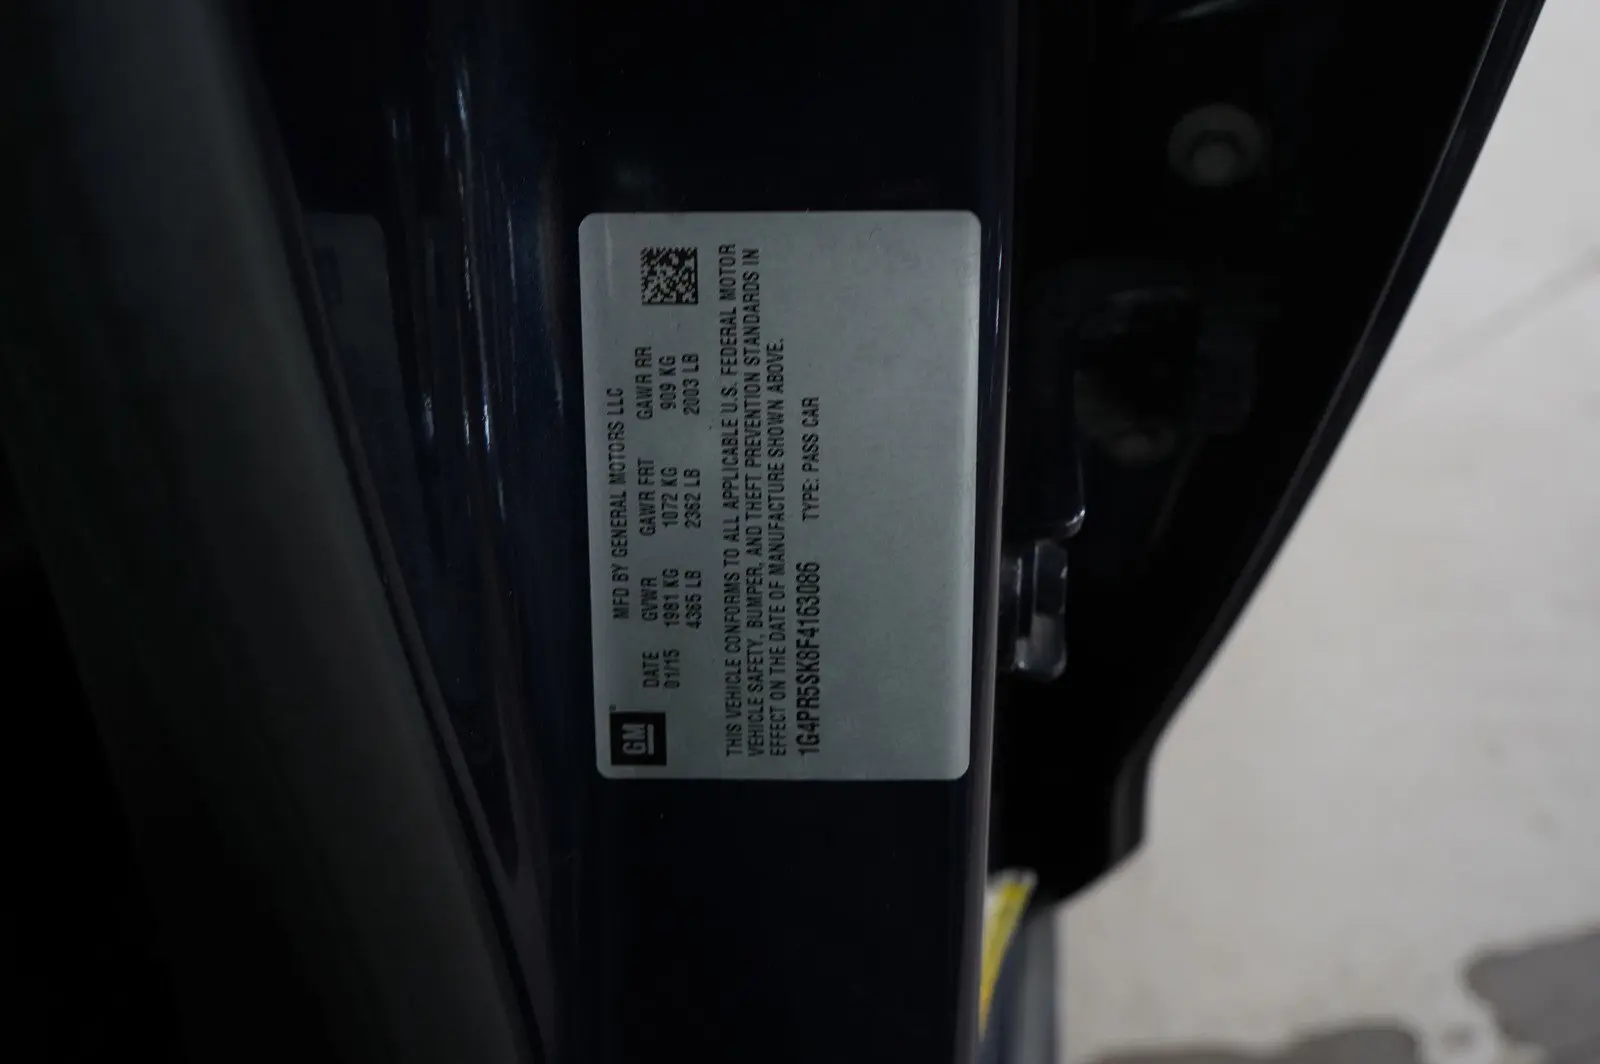 GM
MFD BY GENERAL MOTORS LLC
DATE GVWR GAWR FRT GAWR RR
01/15 1981 KG 1072 KG 909 KG
4365 LB 2362 LB 2003 LB
THIS VEHICLE CONFORMS TO ALL APPLICABLE U.S. FEDERAL MOTOR
VEHICLE SAFETY, BUMPER, AND THEFT PREVENTION STANDARDS IN
EFFECT ON THE DATE OF MANUFACTURE SHOWN ABOVE.
1G4PR5SK8F4163086 TYPE: PASS CAR